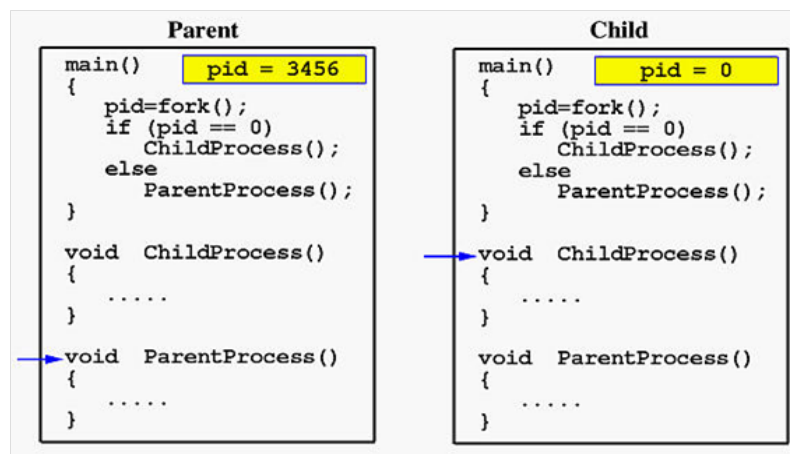 Parent
main()
pid = 3456
{
pid=fork();
if (pid == 0)
ChildProcess();
else
ParentProcess();
}
void ChildProcess()
{
.....
}
void ParentProcess()
{
.....
}
Child
main()
pid = 0
{
pid=fork();
if (pid == 0)
ChildProcess();
else
ParentProcess();
}
void ChildProcess()
{
.....
}
void ParentProcess()
{
.....
}